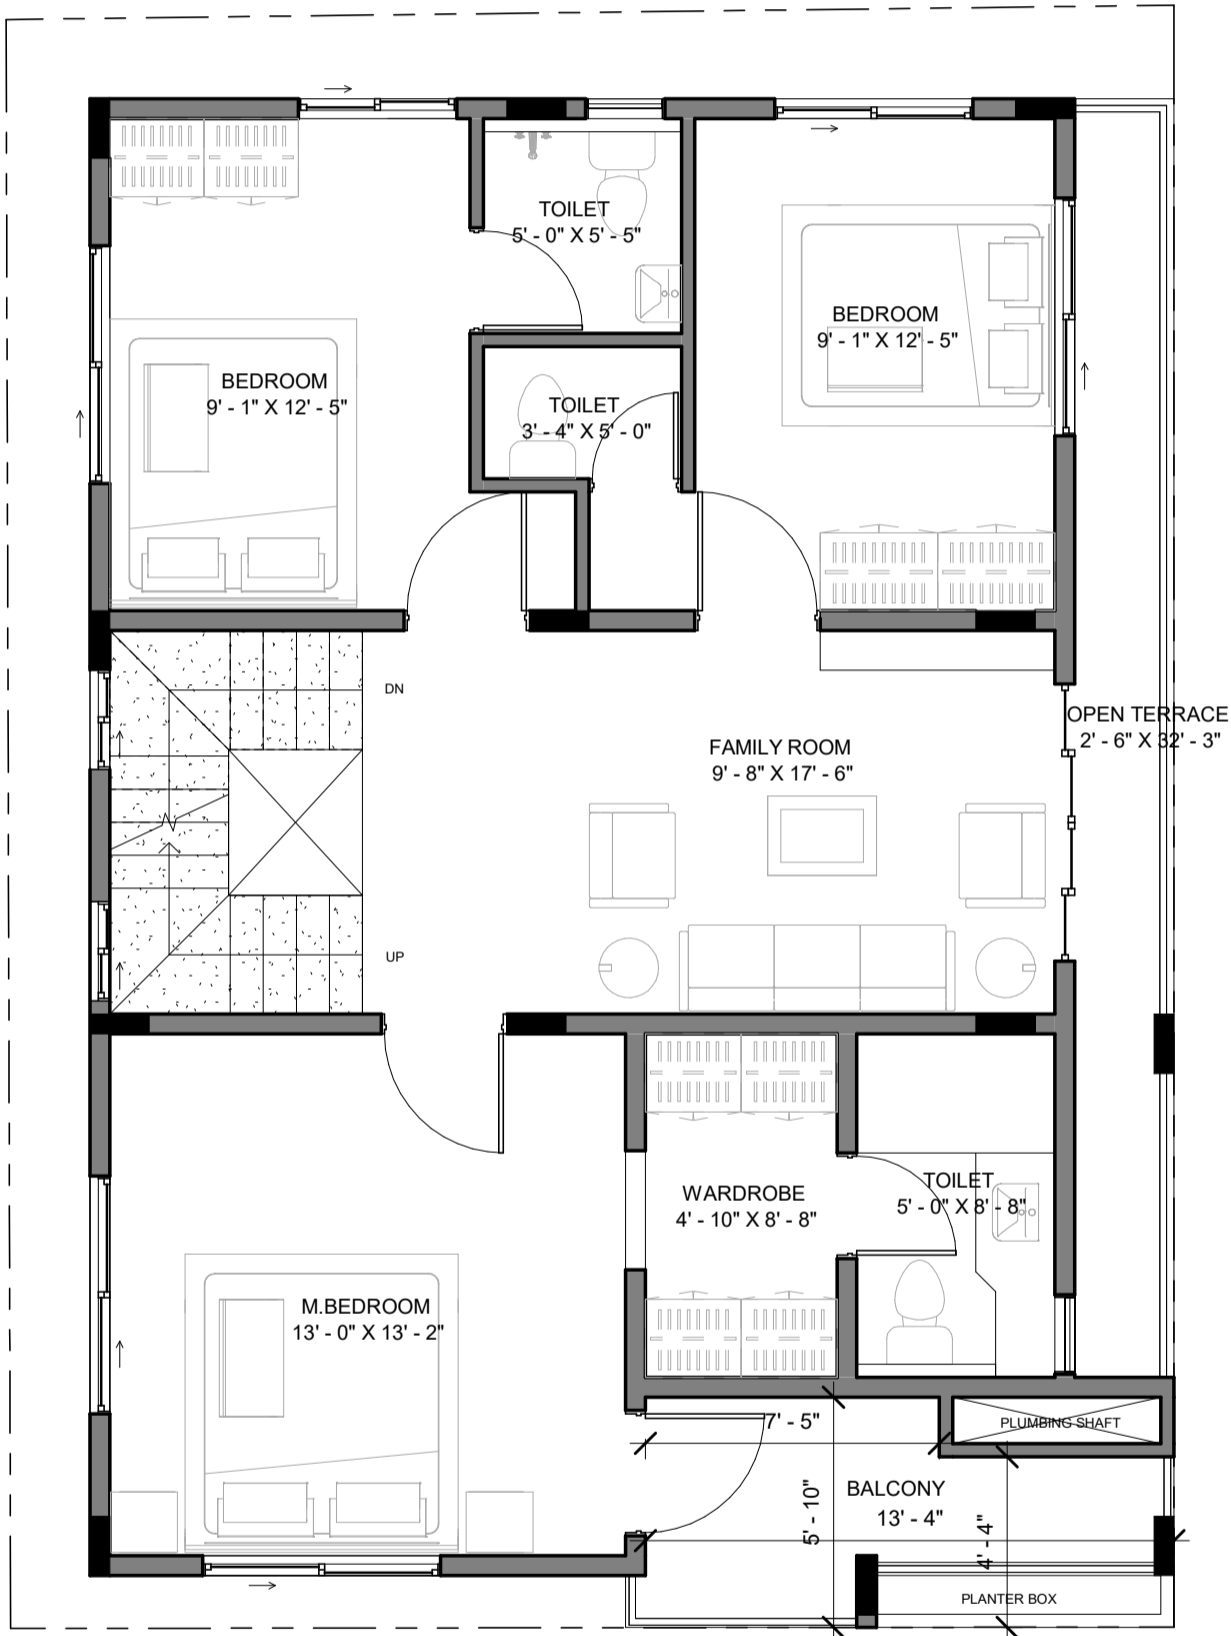 TOILET
5' - 0" X 5' - 5"
BEDROOM
9' - 1" X 12' - 5"
BEDROOM
9' - 1" X 12' - 5"
TOILET
3' - 4" X 5' - 0"
DN
OPEN TERRACE
2' - 6" X 32' - 3"
FAMILY ROOM
9' - 8" X 17' - 6"
UP
WARDROBE
4' - 10" X 8' - 8"
TOILET
5' - 0" X 8' - 8"
M.BEDROOM
13' - 0" X 13' - 2"
7' - 5"
PLUMBING SHAFT
5' - 10"
BALCONY
13' - 4"
4' - 4"
PLANTER BOX